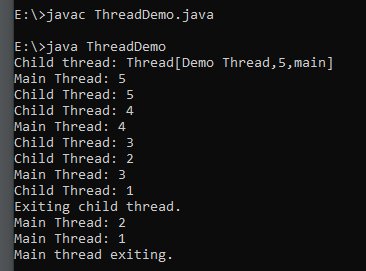 E:\>javac ThreadDemo.java
E:\>java ThreadDemo
Child thread: Thread[Demo Thread,5,main]
Main Thread: 5
Child Thread: 5
Child Thread: 4
Main Thread: 4
Child Thread: 3
Child Thread: 2
Main Thread: 3
Child Thread: 1
Exiting child thread.
Main Thread: 2
Main Thread: 1
Main thread exiting.